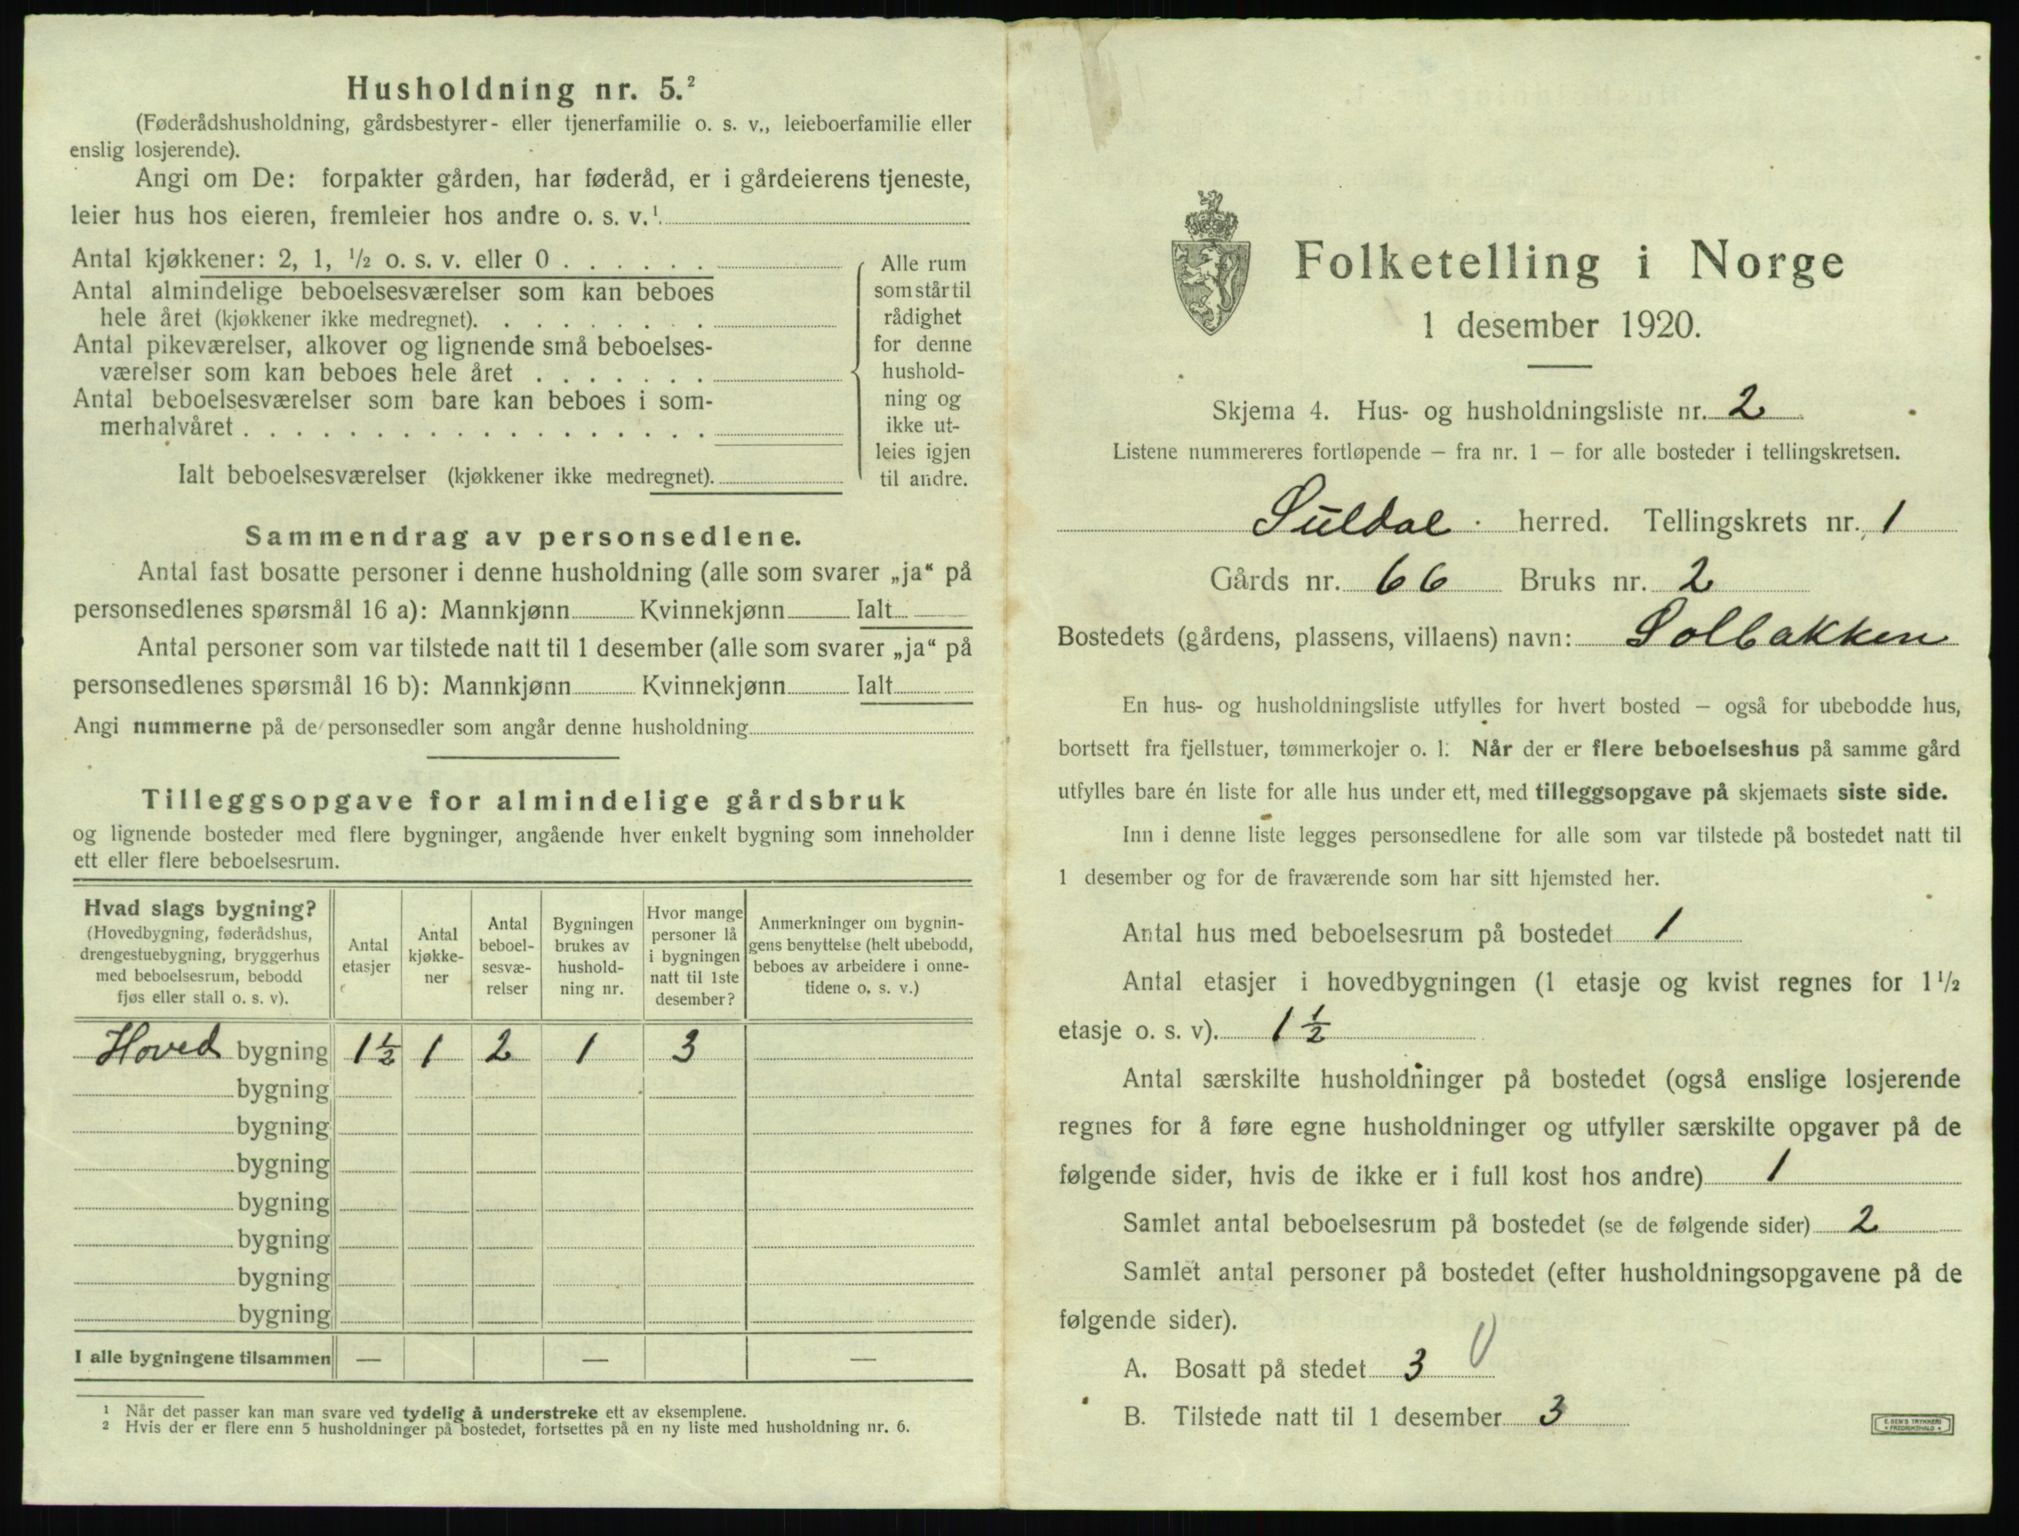 Husholdning nr. 5.²
(Føderådshusholdning, gårdsbestyrer- eller tjenerfamilie o. s. v., leieboerfamilie eller
enslig losjerende).
Angi om De: forpakter gården, har føderåd, er i gårdeierens tjeneste,
leier hus hos eieren, fremleier hos andre o. s. v.¹
Antal kjøkkener: 2, 1, ½ o. s. v. eller 0 . . . . . .
Antal almindelige beboelsesværelser som kan beboes
hele året (kjøkkener ikke medregnet). . . . . . . . .
Antal pikeværelser, alkover og lignende små beboelses-
værelser som kan beboes hele året . . . . . . .
Antal beboelsesværelser som bare kan beboes i som-
merhalvåret . . . . . . . . . . . . . . . . . .
Ialt beboelsesværelser (kjøkkener ikke medregnet).
Alle rum
som står til
rådighet
for denne
hushold-
ning og
ikke ut-
leies igjen
til andre.
Sammendrag av personsedlene.
Antal fast bosatte personer i denne husholdning (alle som svarer „ja“ på
personsedlenes spørsmål 16 a): Mannkjønn Kvinnekjønn Ialt
Antal personer som var tilstede natt til 1 desember (alle som svarer „ja“ på
personsedlenes spørsmål 16 b): Mannkjønn Kvinnekjønn Ialt
Angi nummerne på de personsedler som angår denne husholdning
Tilleggsopgave for almindelige gårdsbruk
og lignende bosteder med flere bygninger, angående hver enkelt bygning som inneholder
ett eller flere beboelsesrum.
Hvad slags bygning?
(Hovedbygning, føderådshus,
drengestuebygning, bryggerhus
med beboelsesrum, bebodd
fjøs eller stall o. s. v).
Antal
etasjer
Antal
kjøkke-
ner
Antal
beboel-
sesvæ-
relser
Bygningen
brukes av
hushold-
ning nr.
Hvor mange
personer lå
i bygningen
natt til 1ste
desember?
Anmerkninger om bygnin-
gens benyttelse (helt ubebodd,
beboes av arbeidere i onne-
tidene o. s. v.)
Hoved bygning 1½ 1 2 1 3
bygning
bygning
bygning
bygning
bygning
bygning
bygning
I alle bygningene tilsammen — — —
¹ Når det passer kan man svare ved tydelig å understreke ett av eksemplene.
² Hvis der er flere enn 5 husholdninger på bostedet, fortsettes på en ny liste med husholdning nr. 6.
Folketelling i Norge
1 desember 1920.
Skjema 4. Hus- og husholdningsliste nr. 2
Listene nummereres fortløpende – fra nr. 1 – for alle bosteder i tellingskretsen.
Suldal herred. Tellingskrets nr. 1
Gårds nr. 66 Bruks nr. 2
Bostedets (gårdens, plassens, villaens) navn: Solbakken
En hus- og husholdningsliste utfylles for hvert bosted – også for ubebodde hus,
bortsett fra fjellstuer, tømmerkojer o. l. Når der er flere beboelseshus på samme gård
utfylles bare én liste for alle hus under ett, med tilleggsopgave på skjemaets siste side.
Inn i denne liste legges personsedlene for alle som var tilstede på bostedet natt til
1 desember og for de fraværende som har sitt hjemsted her.
Antal hus med beboelsesrum på bostedet 1
Antal etasjer i hovedbygningen (1 etasje og kvist regnes for 1½
etasje o. s. v). 1½
Antal særskilte husholdninger på bostedet (også enslige losjerende
regnes for å føre egne husholdninger og utfyller særskilte opgaver på de
følgende sider, hvis de ikke er i full kost hos andre) 1
Samlet antal beboelsesrum på bostedet (se de følgende sider) 2
Samlet antal personer på bostedet (efter husholdningsopgavene på de
følgende sider).
A. Bosatt på stedet 3
B. Tilstede natt til 1 desember 3